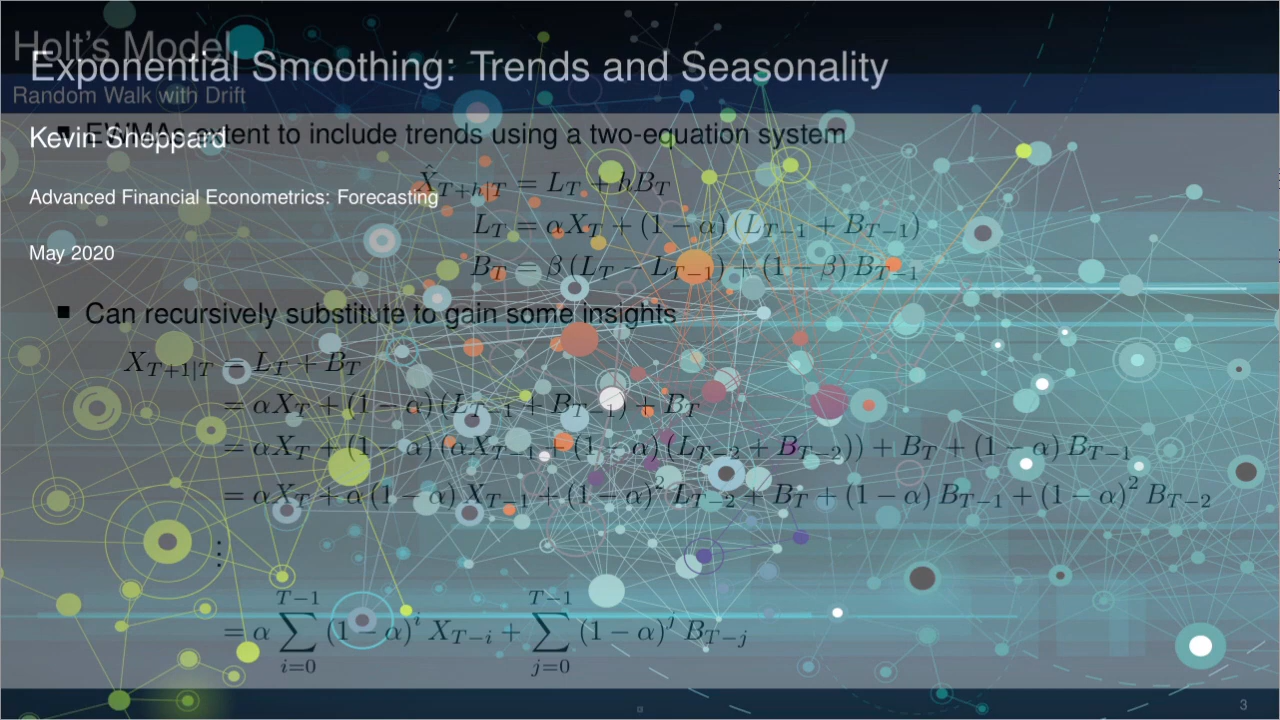 Holt's Model
Exponential Smoothing: Trends and Seasonality
Random Walk with Drift
Kevin Sheppard
■ EWMAs extent to include trends using a two-equation system
X̂_{T+h|T} = L_T + hB_T
Advanced Financial Econometrics: Forecasting
L_T = αX_T + (1 − α) (L_{T−1} + B_{T−1})
May 2020
B_T = β (L_T − L_{T−1}) + (1 − β) B_{T−1}
■ Can recursively substitute to gain some insights
X_{T+1|T} = L_T + B_T
= αX_T + (1 − α) (L_{T−1} + B_{T−1}) + B_T
= αX_T + (1 − α) (αX_{T−1} + (1 − α) (L_{T−2} + B_{T−2})) + B_T + (1 − α) B_{T−1}
= αX_T + α (1 − α) X_{T−1} + (1 − α)^2 L_{T−2} + B_T + (1 − α) B_{T−1} + (1 − α)^2 B_{T−2}
⋮
= α ∑_{i=0}^{T−1} (1 − α)^i X_{T−i} + ∑_{j=0}^{T−1} (1 − α)^j B_{T−j}
3